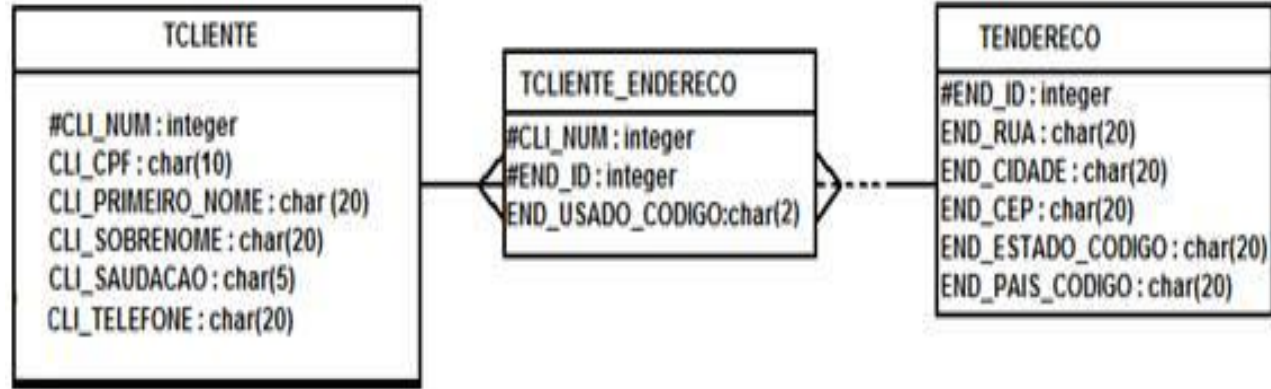 TCLIENTE
#CLI_NUM : integer
CLI_CPF : char(10)
CLI_PRIMEIRO_NOME : char (20)
CLI_SOBRENOME : char(20)
CLI_SAUDACAO : char(5)
CLI_TELEFONE : char(20)
TCLIENTE_ENDERECO
#CLI_NUM : integer
#END_ID : integer
END_USADO_CODIGO:char(2)
TENDERECO
#END_ID : integer
END_RUA : char(20)
END_CIDADE : char(20)
END_CEP : char(20)
END_ESTADO_CODIGO : char(20)
END_PAIS_CODIGO : char(20)